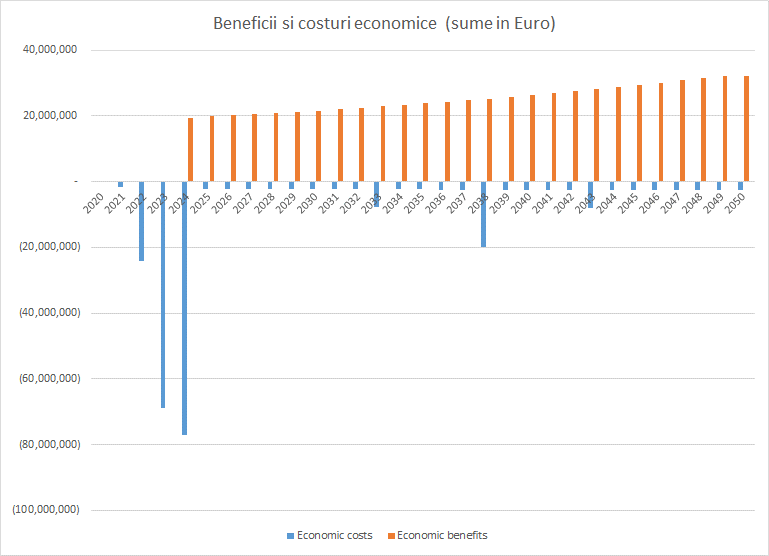 Beneficii si costuri economice  (sume in Euro)
40,000,000
20,000,000
-
(20,000,000)
(40,000,000)
(60,000,000)
(80,000,000)
(100,000,000)
2020 2021 2022 2023 2024 2025 2026 2027 2028 2029 2030 2031 2032 2033 2034 2035 2036 2037 2038 2039 2040 2041 2042 2043 2044 2045 2046 2047 2048 2049 2050
Economic costs Economic benefits